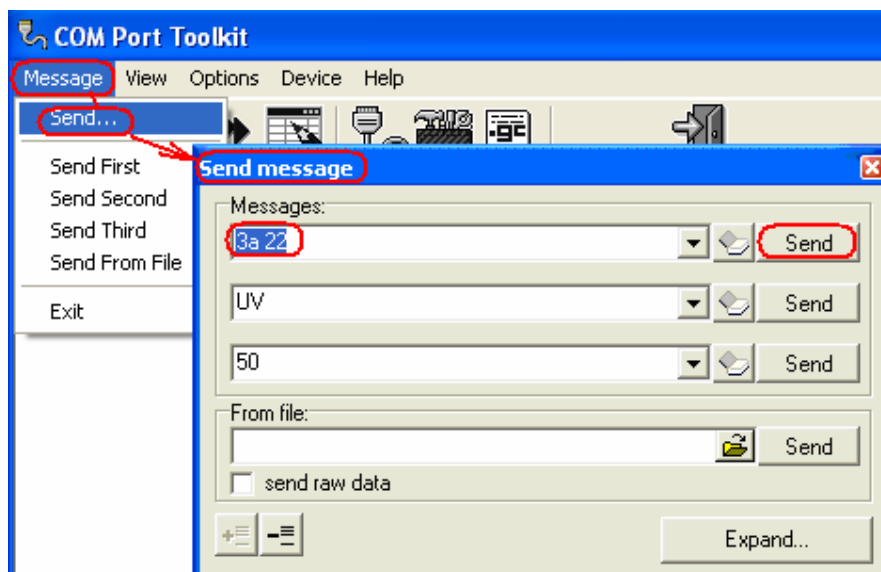 COM Port Toolkit
Message View Options Device Help
Send...
Send First
Send Second
Send Third
Send From File
Exit
.gc
Send message
Messages:
3a 22
Send
UV
Send
50
Send
From file:
Send
send raw data
Expand...